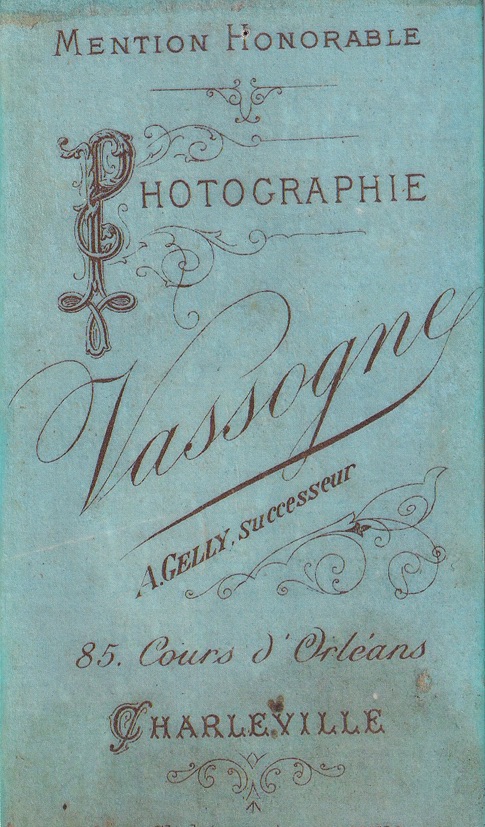 MENTION HONORABLE
PHOTOGRAPHIE
Vassogne
A. GELLY, successeur
85. Cours d'Orléans
CHARLEVILLE